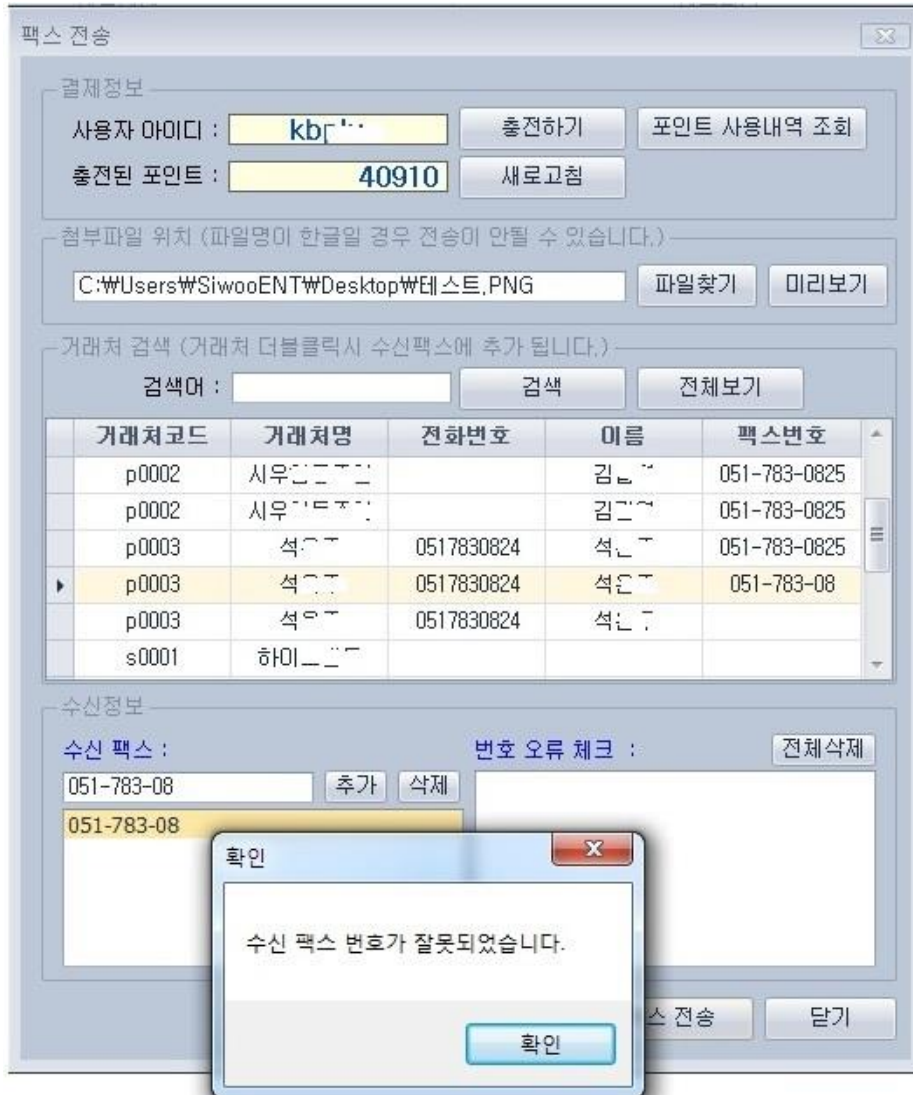 팩스 전송
결제정보
사용자 아이디 : 충전하기 포인트 사용내역 조회
충전된 포인트 : 40910 새로고침
첨부파일 위치 (파일명이 한글일 경우 전송이 안될 수 있습니다.)
C:₩Users₩SiwooENT₩Desktop₩테스트.PNG 파일찾기 미리보기
거래처 검색 (거래처 더블클릭시 수신팩스에 추가 됩니다.)
검색어 : 검색 전체보기
거래처코드 거래처명 전화번호 이름 팩스번호
p0002 051-783-0825
p0002 051-783-0825
p0003 0517830824 051-783-0825
p0003 0517830824 051-783-08
p0003 0517830824
s0001
수신정보
수신 팩스 : 번호 오류 체크 : 전체삭제
051-783-08 추가 삭제
051-783-08
확인
수신 팩스 번호가 잘못되었습니다.
확인
스 전송 닫기